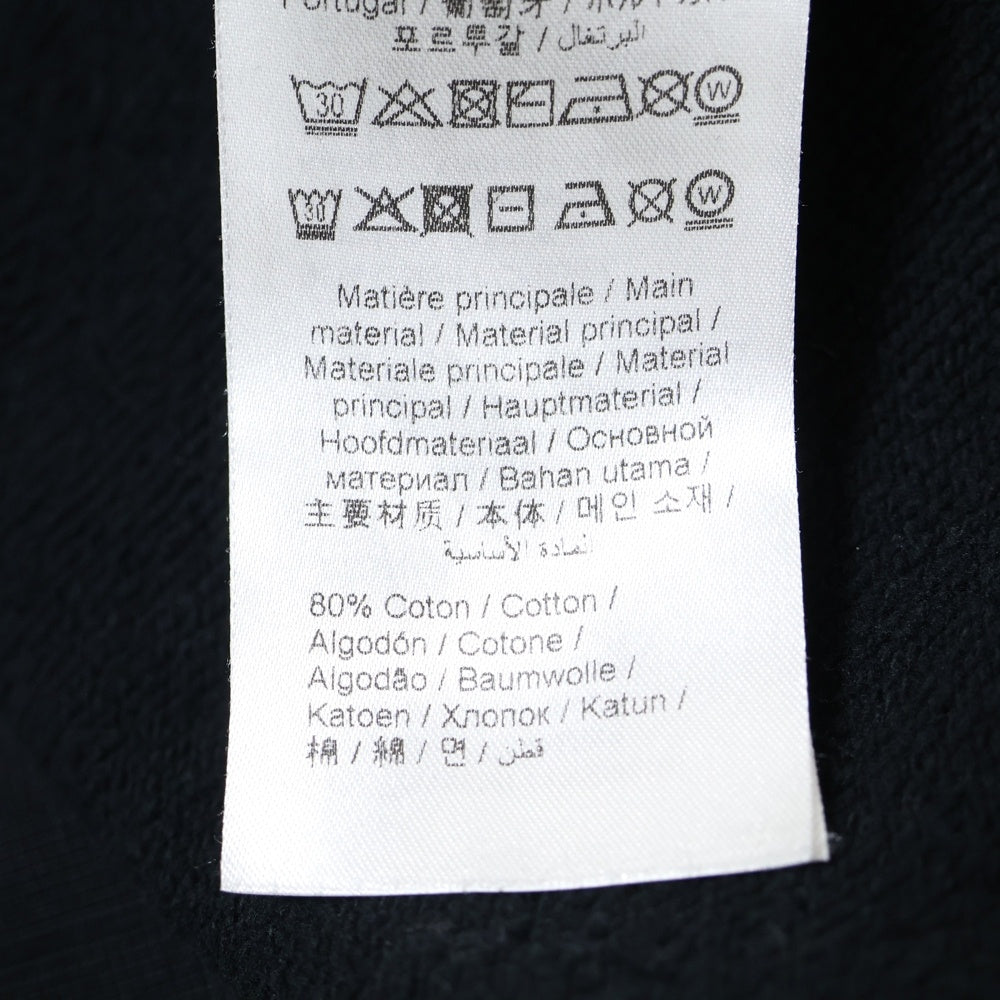 Portugal / 葡萄牙 / ポルトガル
포르투갈 / البرتغال
30 W
30 W
Matière principale / Main
material / Material principal /
Materiale principale / Material
principal / Hauptmaterial /
Hoofdmateriaal / Основной
материал / Bahan utama /
主要材质 / 本体 / 메인 소재 /
المادة الأساسية
80% Coton / Cotton /
Algodón / Cotone /
Algodão / Baumwolle /
Katoen / Хлопок / Katun /
棉 / 綿 / 면 / قطن